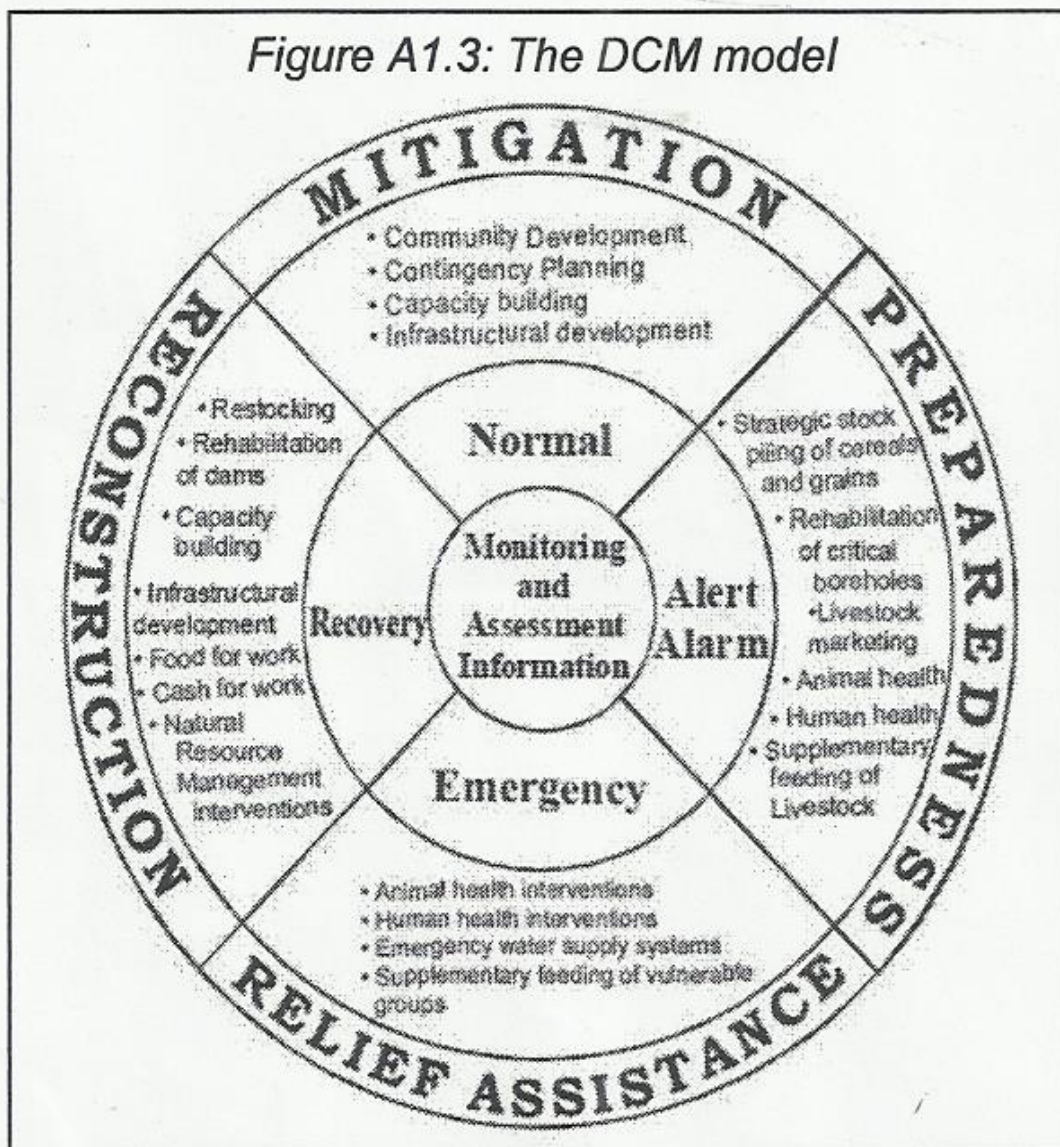 Figure A1.3: The DCM model
MITIGATION
• Community Development
• Contingency Planning
• Capacity building
• Infrastructural development
Normal
PREPAREDNESS
• Strategic stock
piling of cereals
and grains
• Rehabilitation
of critical
boreholes
•Livestock
marketing
• Animal health
• Human health
• Supplementary
feeding of
Livestock
Alert
Alarm
RELIEF ASSISTANCE
• Animal health interventions
• Human health interventions
• Emergency water supply systems
• Supplementary feeding of vulnerable
groups
Emergency
RECONSTRUCTION
• Restocking
• Rehabilitation
of dams
• Capacity
building
• Infrastructural
development
• Food for work
• Cash for work
• Natural
Resource
Management
interventions
Recovery
Monitoring
and
Assessment
Information